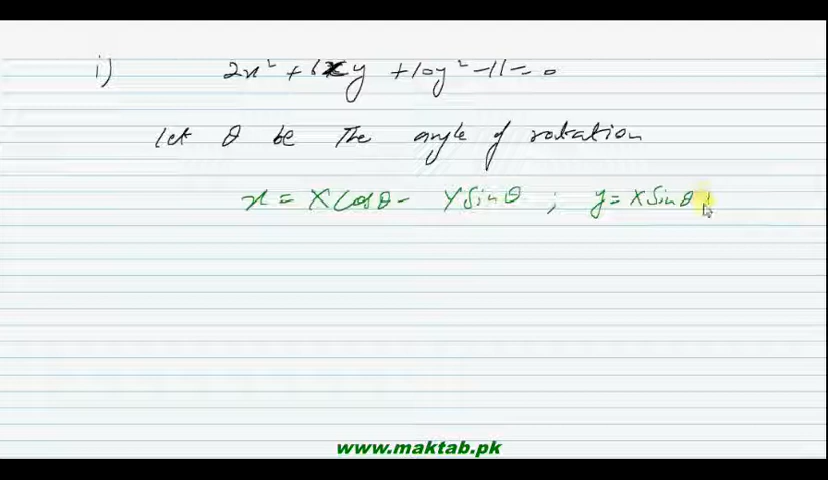 i) 2x² + 6xy + 10y² - 11 = 0
Let θ be the angle of rotation
x = X Cosθ - Y Sinθ ; y = X Sinθ
www.maktab.pk